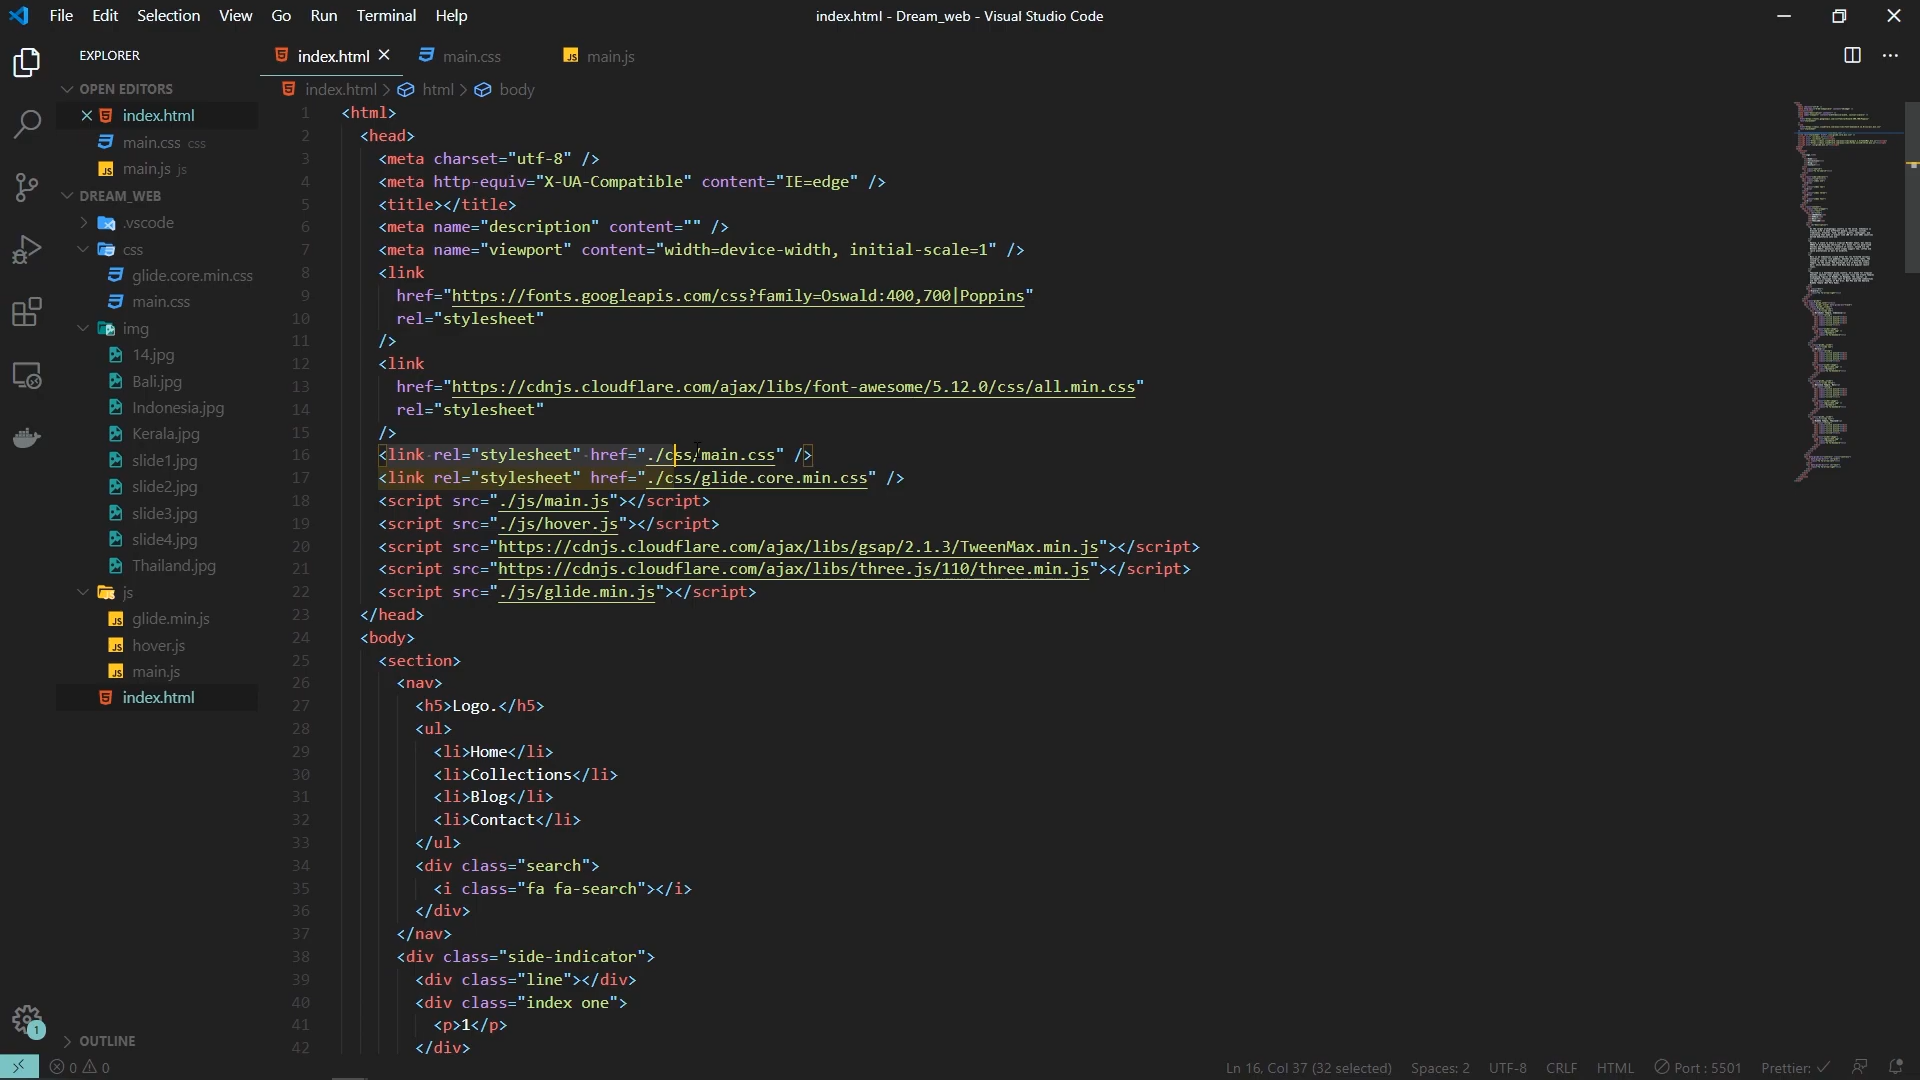 File Edit Selection View Go Run Terminal Help
index.html - Dream_web - Visual Studio Code
EXPLORER
OPEN EDITORS
index.html
main.css css
main.js js
DREAM_WEB
.vscode
css
glide.core.min.css
main.css
img
14.jpg
Bali.jpg
Indonesia.jpg
Kerala.jpg
slide1.jpg
slide2.jpg
slide3.jpg
slide4.jpg
Thailand.jpg
js
glide.min.js
hover.js
main.js
index.html
OUTLINE
index.html main.css main.js
index.html > html > body
1 <html>
2 <head>
3 <meta charset="utf-8" />
4 <meta http-equiv="X-UA-Compatible" content="IE=edge" />
5 <title></title>
6 <meta name="description" content="" />
7 <meta name="viewport" content="width=device-width, initial-scale=1" />
8 <link
9 href="https://fonts.googleapis.com/css?family=Oswald:400,700|Poppins"
10 rel="stylesheet"
11 />
12 <link
13 href="https://cdnjs.cloudflare.com/ajax/libs/font-awesome/5.12.0/css/all.min.css"
14 rel="stylesheet"
15 />
16 <link rel="stylesheet" href="./css/main.css" />
17 <link rel="stylesheet" href="./css/glide.core.min.css" />
18 <script src="./js/main.js"></script>
19 <script src="./js/hover.js"></script>
20 <script src="https://cdnjs.cloudflare.com/ajax/libs/gsap/2.1.3/TweenMax.min.js"></script>
21 <script src="https://cdnjs.cloudflare.com/ajax/libs/three.js/110/three.min.js"></script>
22 <script src="./js/glide.min.js"></script>
23 </head>
24 <body>
25 <section>
26 <nav>
27 <h5>Logo.</h5>
28 <ul>
29 <li>Home</li>
30 <li>Collections</li>
31 <li>Blog</li>
32 <li>Contact</li>
33 </ul>
34 <div class="search">
35 <i class="fa fa-search"></i>
36 </div>
37 </nav>
38 <div class="side-indicator">
39 <div class="line"></div>
40 <div class="index one">
41 <p>1</p>
42 </div>
1
0 0 Ln 16, Col 37 (32 selected) Spaces: 2 UTF-8 CRLF HTML Port : 5501 Prettier: ✓